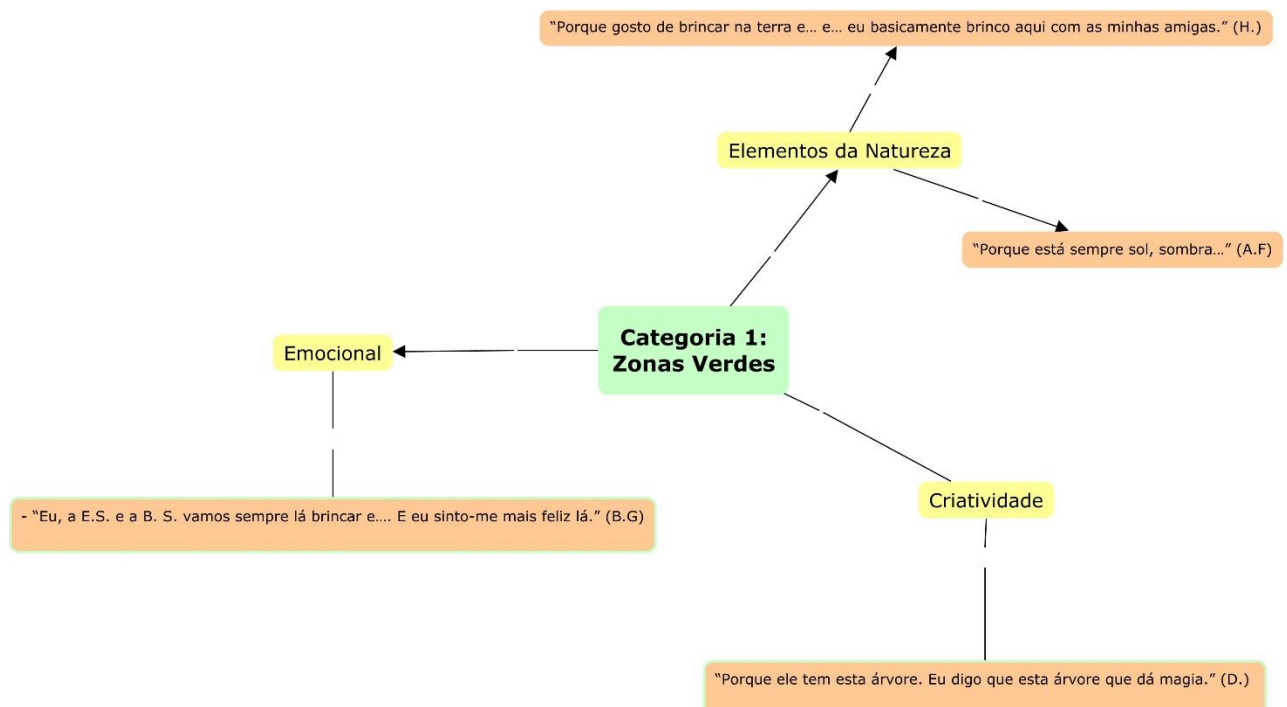 “Porque gosto de brincar na terra e… e… eu basicamente brinco aqui com as minhas amigas.” (H.)
Elementos da Natureza
“Porque está sempre sol, sombra…” (A.F)
Categoria 1:
Zonas Verdes
Emocional
- “Eu, a E.S. e a B. S. vamos sempre lá brincar e…. E eu sinto-me mais feliz lá.” (B.G)
Criatividade
“Porque ele tem esta árvore. Eu digo que esta árvore que dá magia.” (D.)